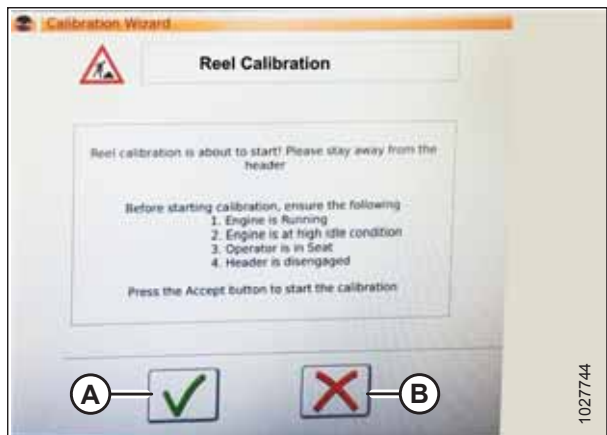 Calibration Wizard
Reel Calibration
Reel calibration is about to start! Please stay away from the
header
Before starting calibration, ensure the following
1. Engine is Running
2. Engine is at high idle condition
3. Operator is in Seat
4. Header is disengaged
Press the Accept button to start the calibration
A
B
1027744